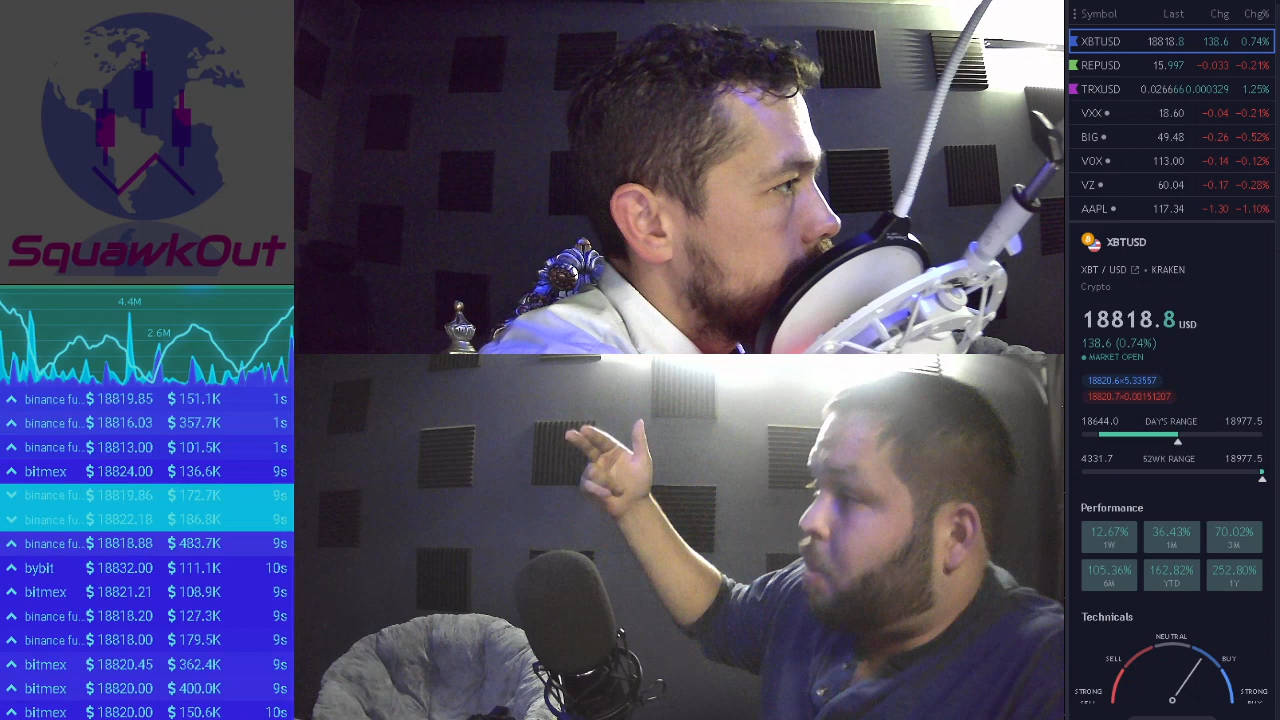 SquawkOut
4.4M
2.6M
binance fu.. $ 18819.85 $ 151.1K 1s
binance fu.. $ 18816.03 $ 357.7K 1s
binance fu.. $ 18813.00 $ 101.5K 1s
bitmex $ 18824.00 $ 136.6K 9s
binance fu.. $ 18819.86 $ 172.7K 9s
binance fu.. $ 18822.18 $ 186.8K 9s
binance fu.. $ 18818.88 $ 483.7K 9s
bybit $ 18832.00 $ 111.1K 10s
bitmex $ 18821.21 $ 108.9K 9s
binance fu.. $ 18818.20 $ 127.3K 9s
binance fu.. $ 18818.00 $ 179.5K 9s
bitmex $ 18820.45 $ 362.4K 9s
bitmex $ 18820.00 $ 400.0K 9s
bitmex $ 18820.00 $ 150.6K 10s
Symbol Last Chg Chg%
XBTUSD 18818.8 138.6 0.74%
REPUSD 15.997 −0.033 −0.21%
TRXUSD 0.026666 0.000329 1.25%
VXX 18.60 −0.04 −0.21%
BIG 49.48 −0.26 −0.52%
VOX 113.00 −0.14 −0.12%
VZ 60.04 −0.17 −0.28%
AAPL 117.34 −1.30 −1.10%
XBTUSD
XBT / USD • KRAKEN
Crypto
18818.8 USD
138.6 (0.74%)
MARKET OPEN
18820.6×5.33557
18820.7×0.00151207
18644.0 DAY'S RANGE 18977.5
4331.7 52WK RANGE 18977.5
Performance
12.67% 36.43% 70.02%
1W 1M 3M
105.36% 162.82% 252.80%
6M YTD 1Y
Technicals
NEUTRAL
SELL BUY
STRONG STRONG